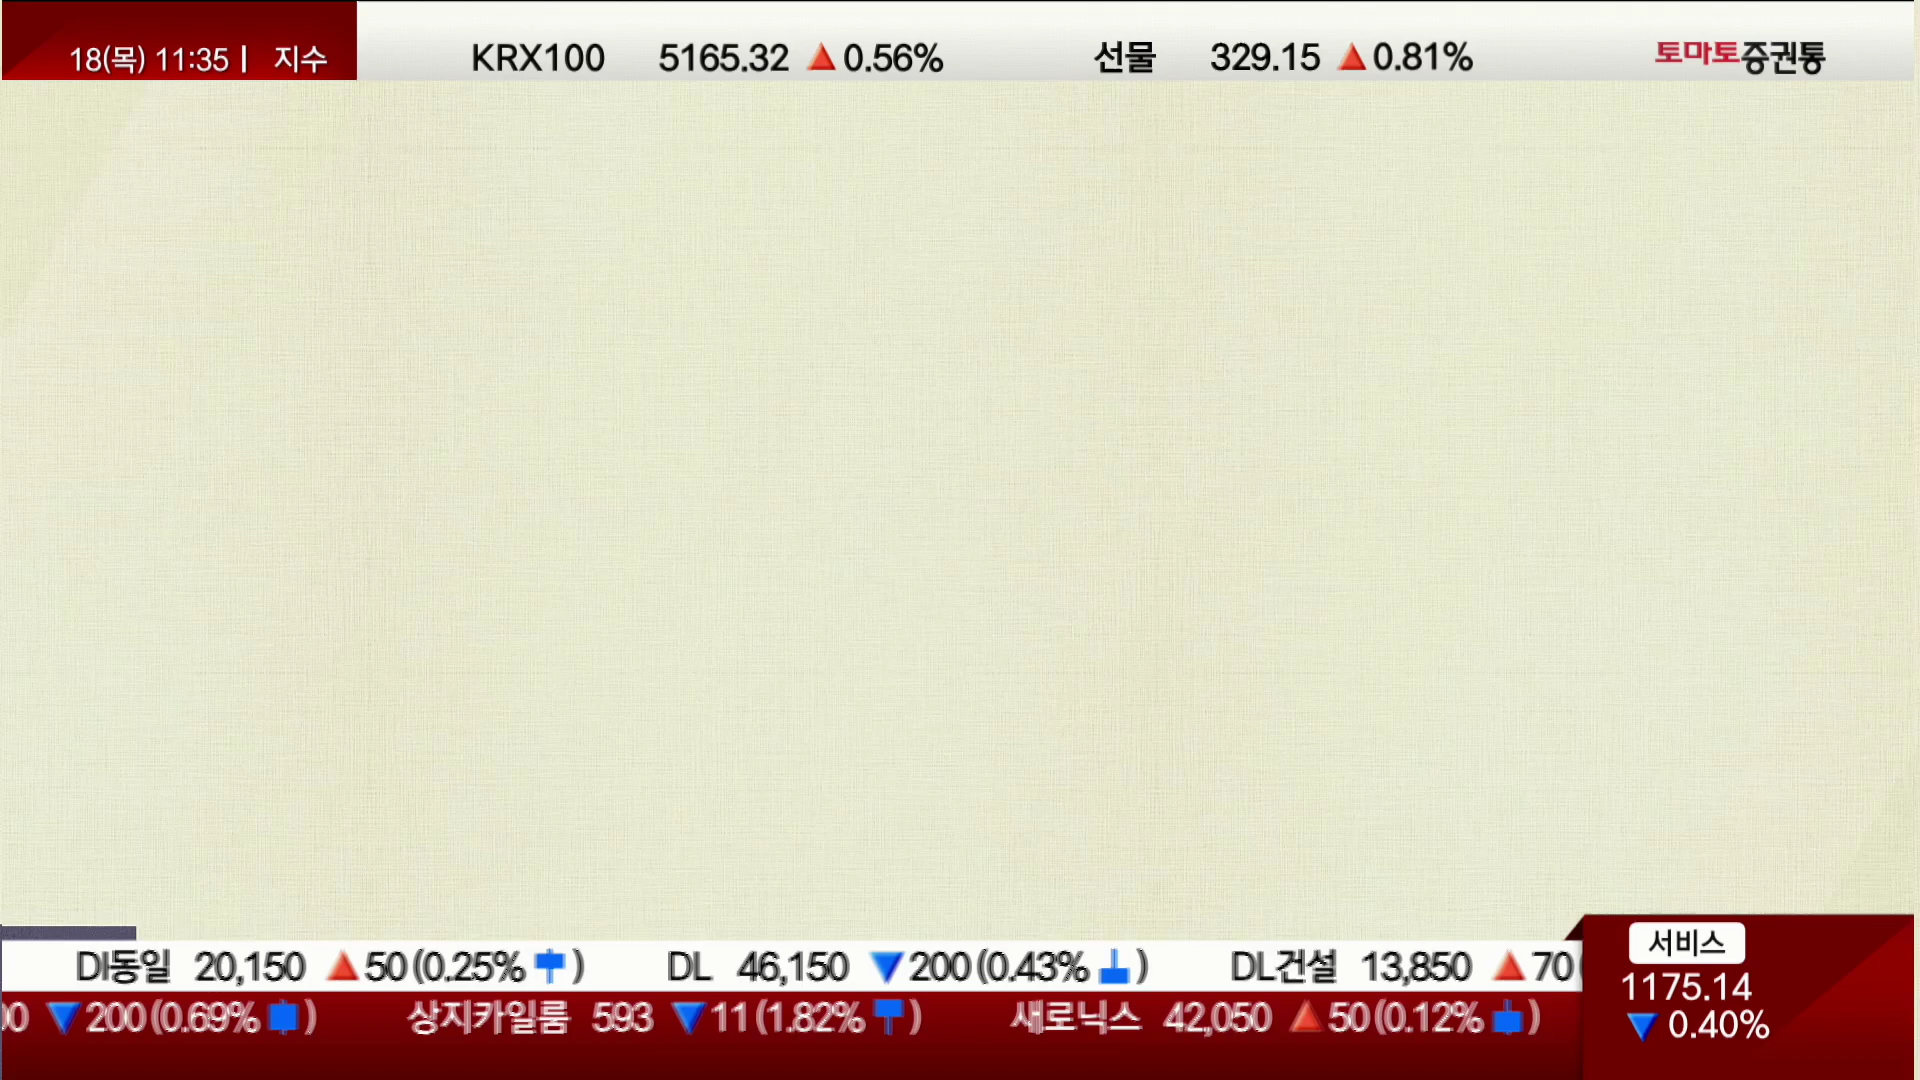 18(목) 11:35 | 지수 KRX100 5165.32 ▲ 0.56% 선물 329.15 ▲ 0.81% 토마토증권통
DI동일 20,150 ▲ 50 (0.25% ) DL 46,150 ▼ 200 (0.43% ) DL건설 13,850 ▲ 70 (
00 ▼ 200 (0.69% ) 상지카일룸 593 ▼ 11 (1.82% ) 새로닉스 42,050 ▲ 50 (0.12% )
서비스
1175.14
▼ 0.40%